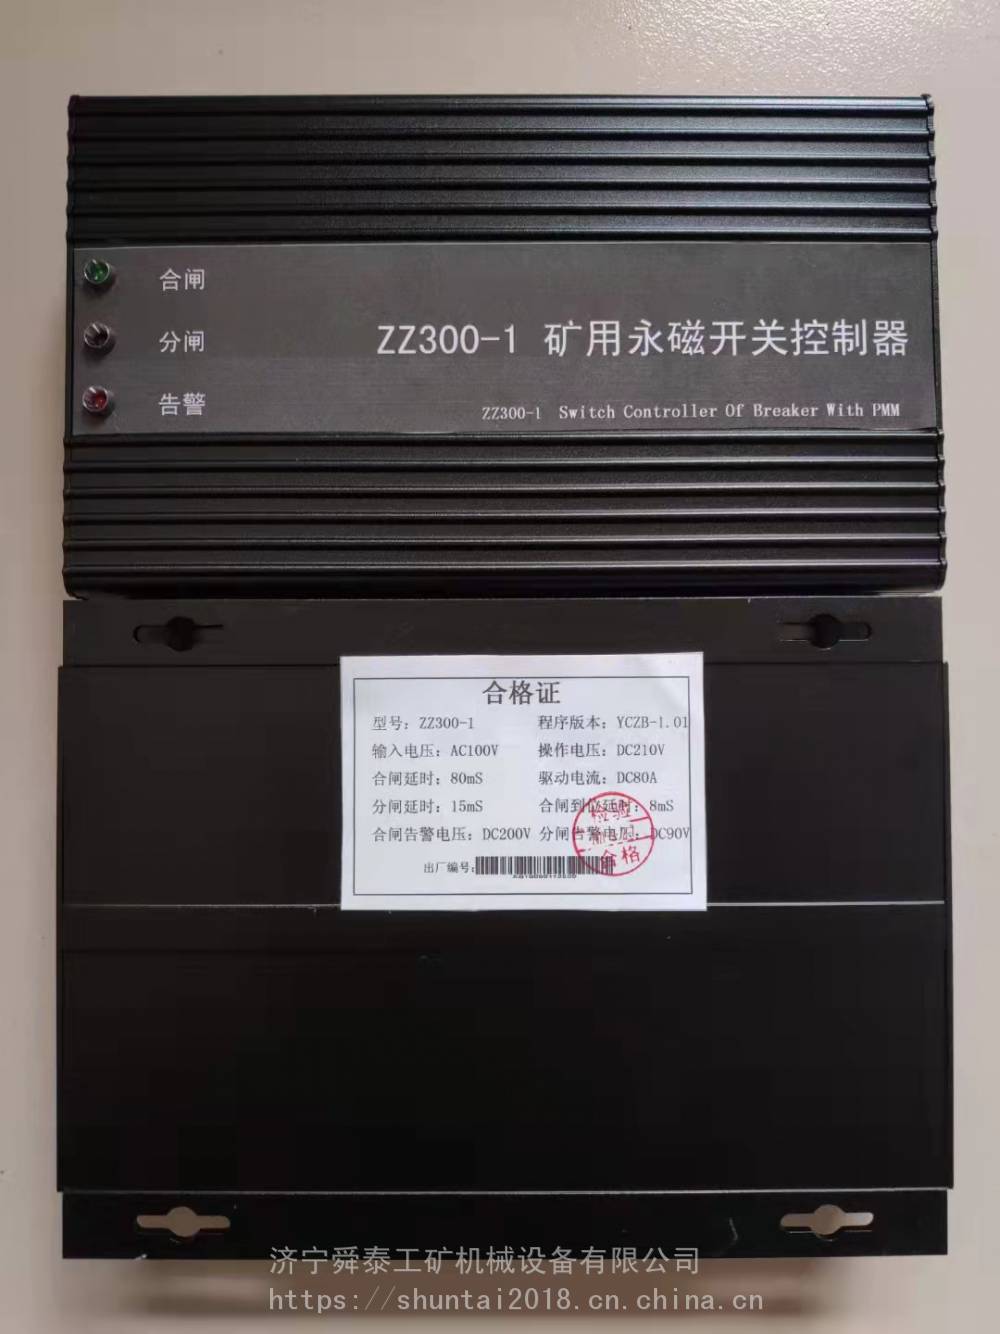 合闸
分闸
告警
ZZ300-1 矿用永磁开关控制器
ZZ300-1 Switch Controller Of Breaker With PMM
合格证
型号：ZZ300-1 程序版本：YCZB-1.01
输入电压：AC100V 操作电压：DC210V
合闸延时：80mS 驱动电流：DC80A
分闸延时：15mS 合闸到位延时：8mS
合闸告警电压：DC200V 分闸告警电压：DC90V
出厂编号：
检验
合格
济宁舜泰工矿机械设备有限公司
https://shuntai2018.cn.china.cn